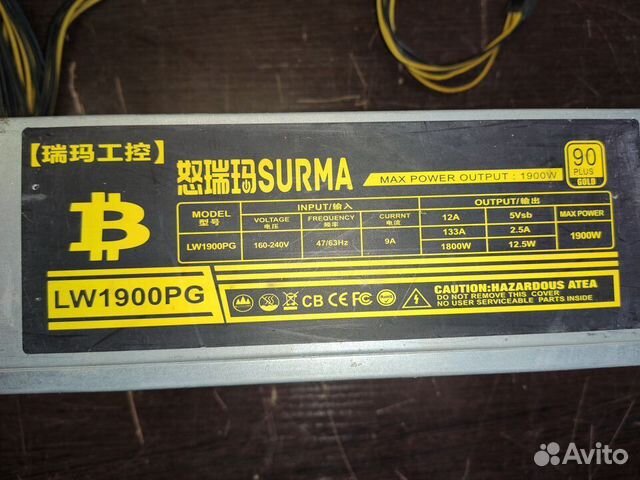 【瑞玛工控】
怒瑞玛SURMA
MAX POWER OUTPUT : 1900W
90
PLUS
GOLD
MODEL
型号
INPUT/输入
OUTPUT/输出
VOLTAGE
电压
FREQUENCY
频率
CURRNT
电流
12A
5Vsb
MAX POWER
LW1900PG
160-240V
47/63Hz
9A
133A
2.5A
1900W
1800W
12.5W
LW1900PG
CB CE FC
CAUTION:HAZARDOUS ATEA
DO NOT REMOVE THIS COVER
NO USER SERVICEABLE PARTS INSIDE
Avito